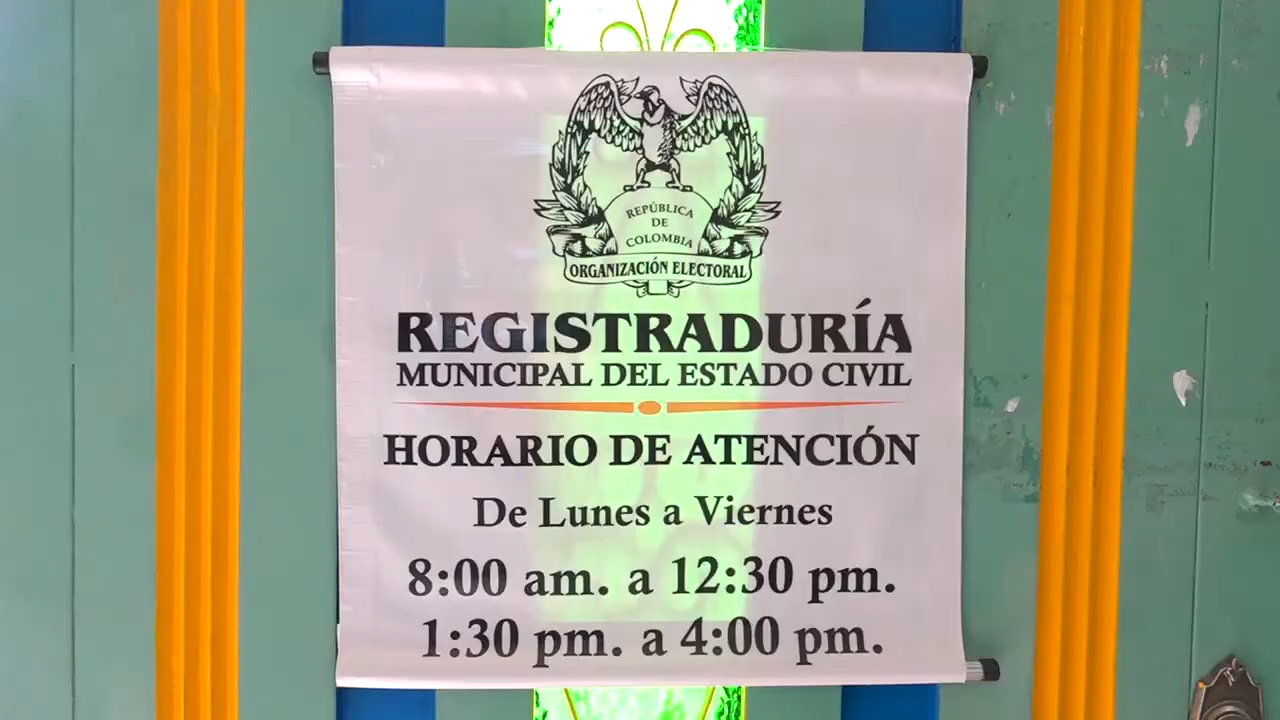 REPÚBLICA
DE
COLOMBIA
ORGANIZACIÓN ELECTORAL
REGISTRADURÍA
MUNICIPAL DEL ESTADO CIVIL
HORARIO DE ATENCIÓN
De Lunes a Viernes
8:00 am. a 12:30 pm.
1:30 pm. a 4:00 pm.